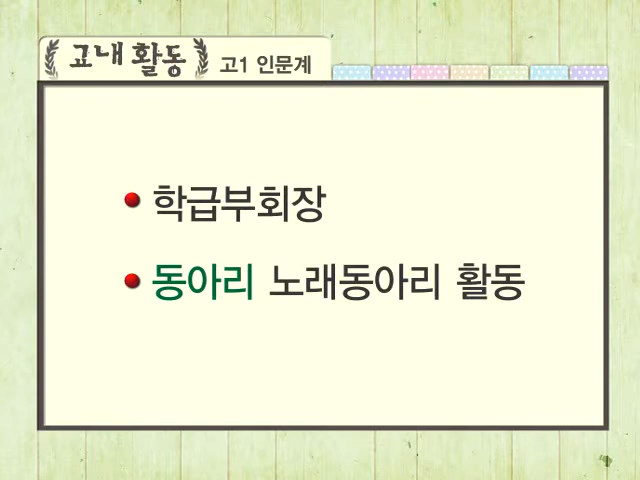 교내 활동 고1 인문계
학급부회장
동아리 노래동아리 활동